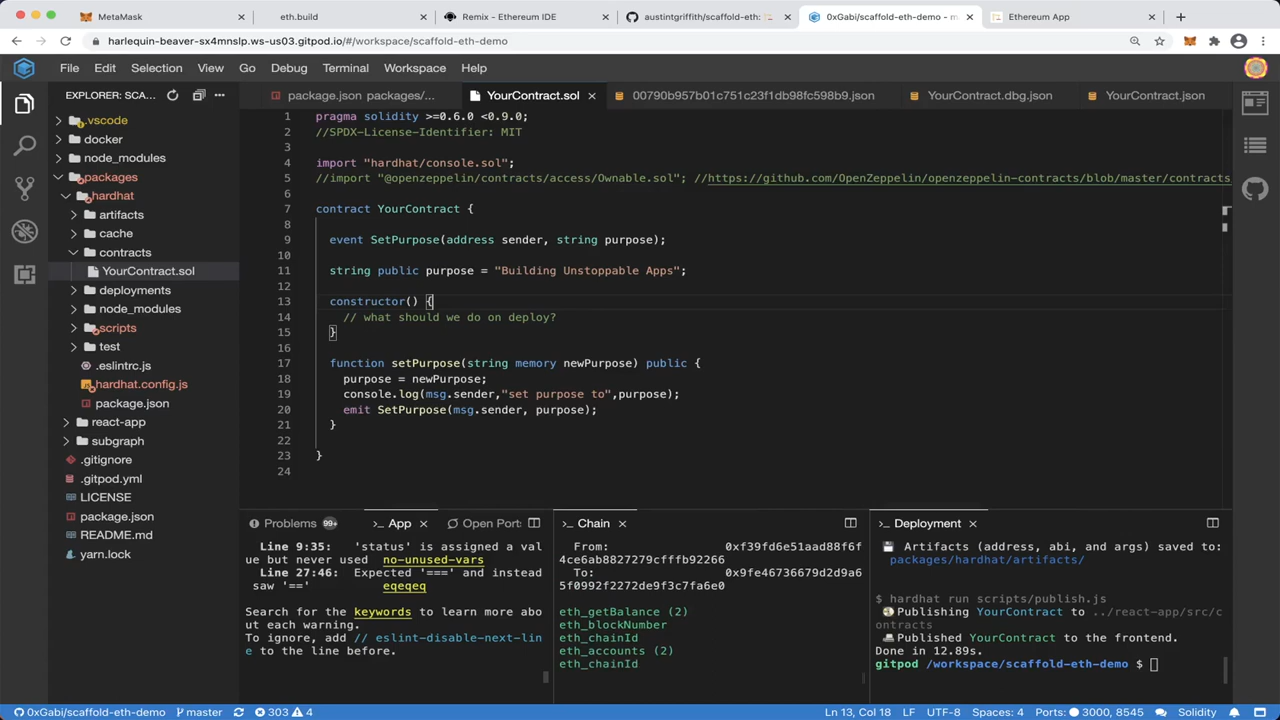 MetaMask
eth.build
Remix - Ethereum IDE
austintgriffith/scaffold-eth:
0xGabi/scaffold-eth-demo - m
Ethereum App
harlequin-beaver-sx4mnslp.ws-us03.gitpod.io/#/workspace/scaffold-eth-demo
File Edit Selection View Go Debug Terminal Workspace Help
EXPLORER: SCA...
package.json packages/...
YourContract.sol
00790b957b01c751c23f1db98fc598b9.json
YourContract.dbg.json
YourContract.json
.vscode
docker
node_modules
packages
hardhat
artifacts
cache
contracts
YourContract.sol
deployments
node_modules
scripts
test
.eslintrc.js
hardhat.config.js
package.json
react-app
subgraph
.gitignore
.gitpod.yml
LICENSE
package.json
README.md
yarn.lock
1 pragma solidity >=0.6.0 <0.9.0;
2 //SPDX-License-Identifier: MIT
3
4 import "hardhat/console.sol";
5 //import "@openzeppelin/contracts/access/Ownable.sol"; //https://github.com/OpenZeppelin/openzeppelin-contracts/blob/master/contracts
6
7 contract YourContract {
8
9 event SetPurpose(address sender, string purpose);
10
11 string public purpose = "Building Unstoppable Apps";
12
13 constructor() {
14 // what should we do on deploy?
15 }
16
17 function setPurpose(string memory newPurpose) public {
18 purpose = newPurpose;
19 console.log(msg.sender,"set purpose to",purpose);
20 emit SetPurpose(msg.sender, purpose);
21 }
22
23 }
24
Problems 99+
>_ App
Open Port:
Line 9:35: 'status' is assigned a val
ue but never used no-unused-vars
Line 27:46: Expected '===' and instead
saw '==' eqeqeq
Search for the keywords to learn more abo
ut each warning.
To ignore, add // eslint-disable-next-lin
e to the line before.
>_ Chain
From: 0xf39fd6e51aad88f6f
4ce6ab8827279cfffb92266
To: 0x9fe46736679d2d9a6
5f0992f2272de9f3c7fa6e0
eth_getBalance (2)
eth_blockNumber
eth_chainId
eth_accounts (2)
eth_chainId
>_ Deployment
Artifacts (address, abi, and args) saved to:
packages/hardhat/artifacts/
$ hardhat run scripts/publish.js
Publishing YourContract to ../react-app/src/c
ontracts
Published YourContract to the frontend.
Done in 12.89s.
gitpod /workspace/scaffold-eth-demo $
0xGabi/scaffold-eth-demo
master
303
4
Ln 13, Col 18
LF
UTF-8
Spaces: 4
Ports: 3000, 8545
Solidity